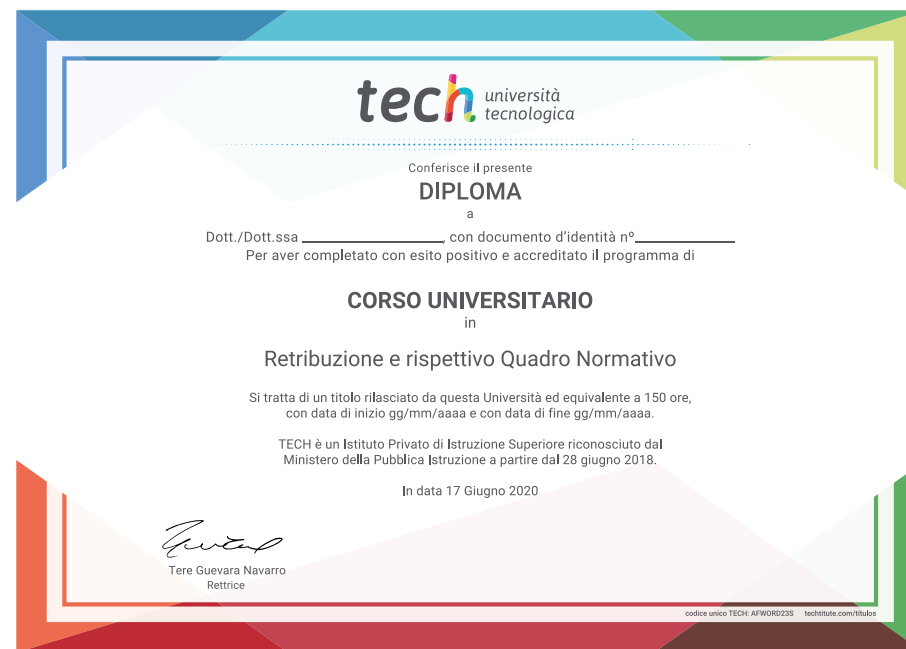 tech università
tecnologica
Conferisce il presente
DIPLOMA
a
Dott./Dott.ssa ____________________, con documento d'identità nº______________
Per aver completato con esito positivo e accreditato il programma di
CORSO UNIVERSITARIO
in
Retribuzione e rispettivo Quadro Normativo
Si tratta di un titolo rilasciato da questa Università ed equivalente a 150 ore,
con data di inizio gg/mm/aaaa e con data di fine gg/mm/aaaa.
TECH è un Istituto Privato di Istruzione Superiore riconosciuto dal
Ministero della Pubblica Istruzione a partire dal 28 giugno 2018.
In data 17 Giugno 2020
Tere Guevara Navarro
Rettrice
codice unico TECH: AFWORD23S techtitute.com/títulos